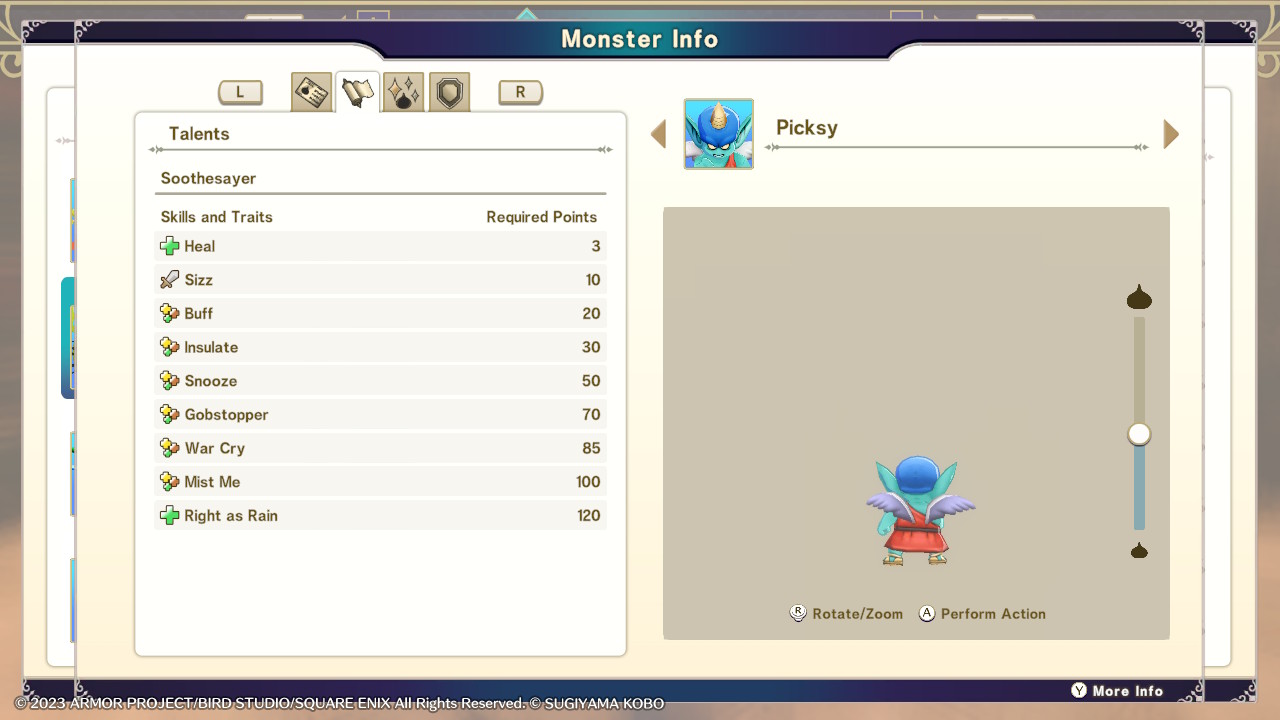 Monster Info
L
R
Talents
Picksy
Soothesayer
Skills and Traits Required Points
Heal 3
Sizz 10
Buff 20
Insulate 30
Snooze 50
Gobstopper 70
War Cry 85
Mist Me 100
Right as Rain 120
R Rotate/Zoom A Perform Action
Y More Info
© 2023 ARMOR PROJECT/BIRD STUDIO/SQUARE ENIX All Rights Reserved. © SUGIYAMA KOBO